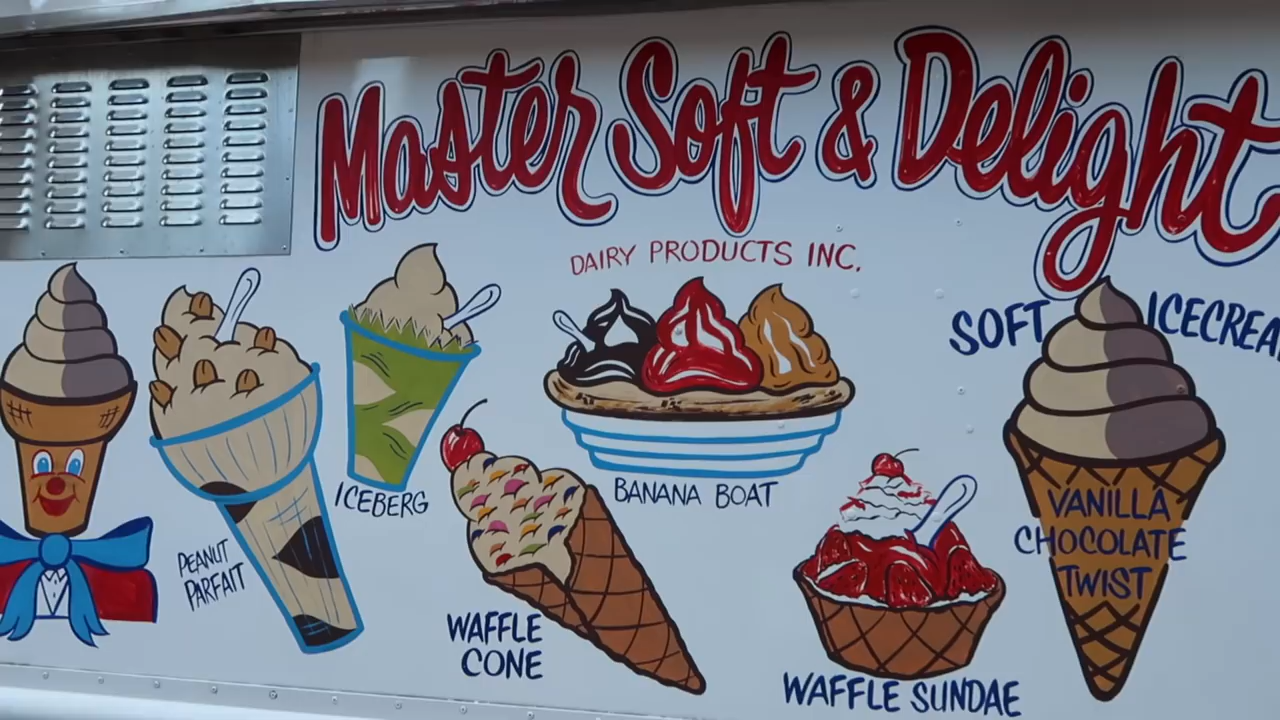 Master Soft & Delight
DAIRY PRODUCTS INC.
SOFT ICECREA
PEANUT
PARFAIT
ICEBERG
WAFFLE
CONE
BANANA BOAT
WAFFLE SUNDAE
VANILLA
CHOCOLATE
TWIST